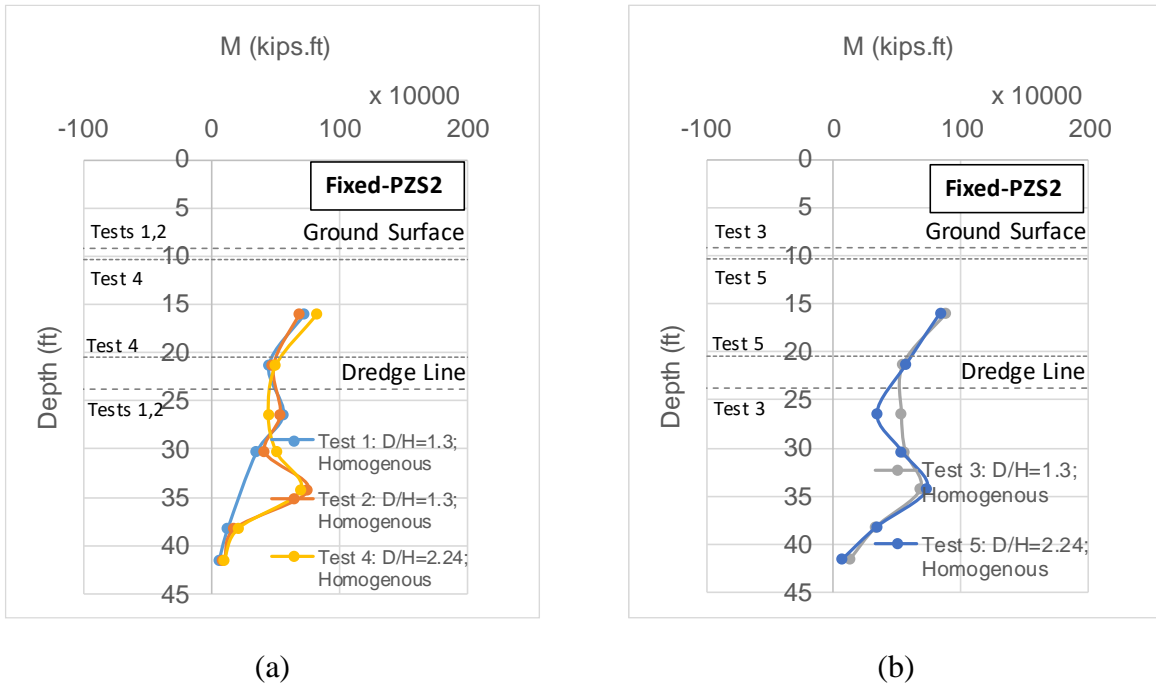 M (kips.ft)
x 10000
-100 0 100 200
0
Fixed-PZS2
5
Tests 1,2
Ground Surface
10
Test 4
15
Test 4
20
Dredge Line
Tests 1,2
25
30
35
40
45
Depth (ft)
Test 1: D/H=1.3;
Homogenous
Test 2: D/H=1.3;
Homogenous
Test 4: D/H=2.24;
Homogenous
(a)
M (kips.ft)
x 10000
-100 0 100 200
0
Fixed-PZS2
5
Test 3
Ground Surface
10
Test 5
15
Test 5
20
Dredge Line
Test 3
25
30
35
40
45
Depth (ft)
Test 3: D/H=1.3;
Homogenous
Test 5: D/H=2.24;
Homogenous
(b)